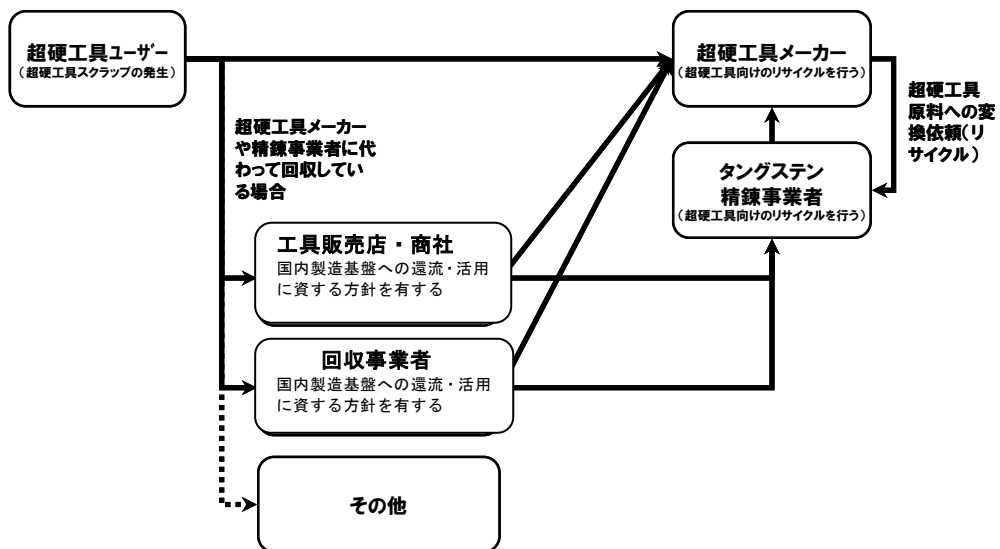 超硬工具ユーザー
（超硬工具スクラップの発生）
超硬工具メーカー
（超硬工具向けのリサイクルを行う）
超硬工具
原料への変
換依頼（リ
サイクル）
超硬工具メーカー
や精錬事業者に代
わって回収してい
る場合
タングステン
精錬事業者
（超硬工具向けのリサイクルを行う）
工具販売店・商社
国内製造基盤への還流・活用
に資する方針を有する
回収事業者
国内製造基盤への還流・活用
に資する方針を有する
その他